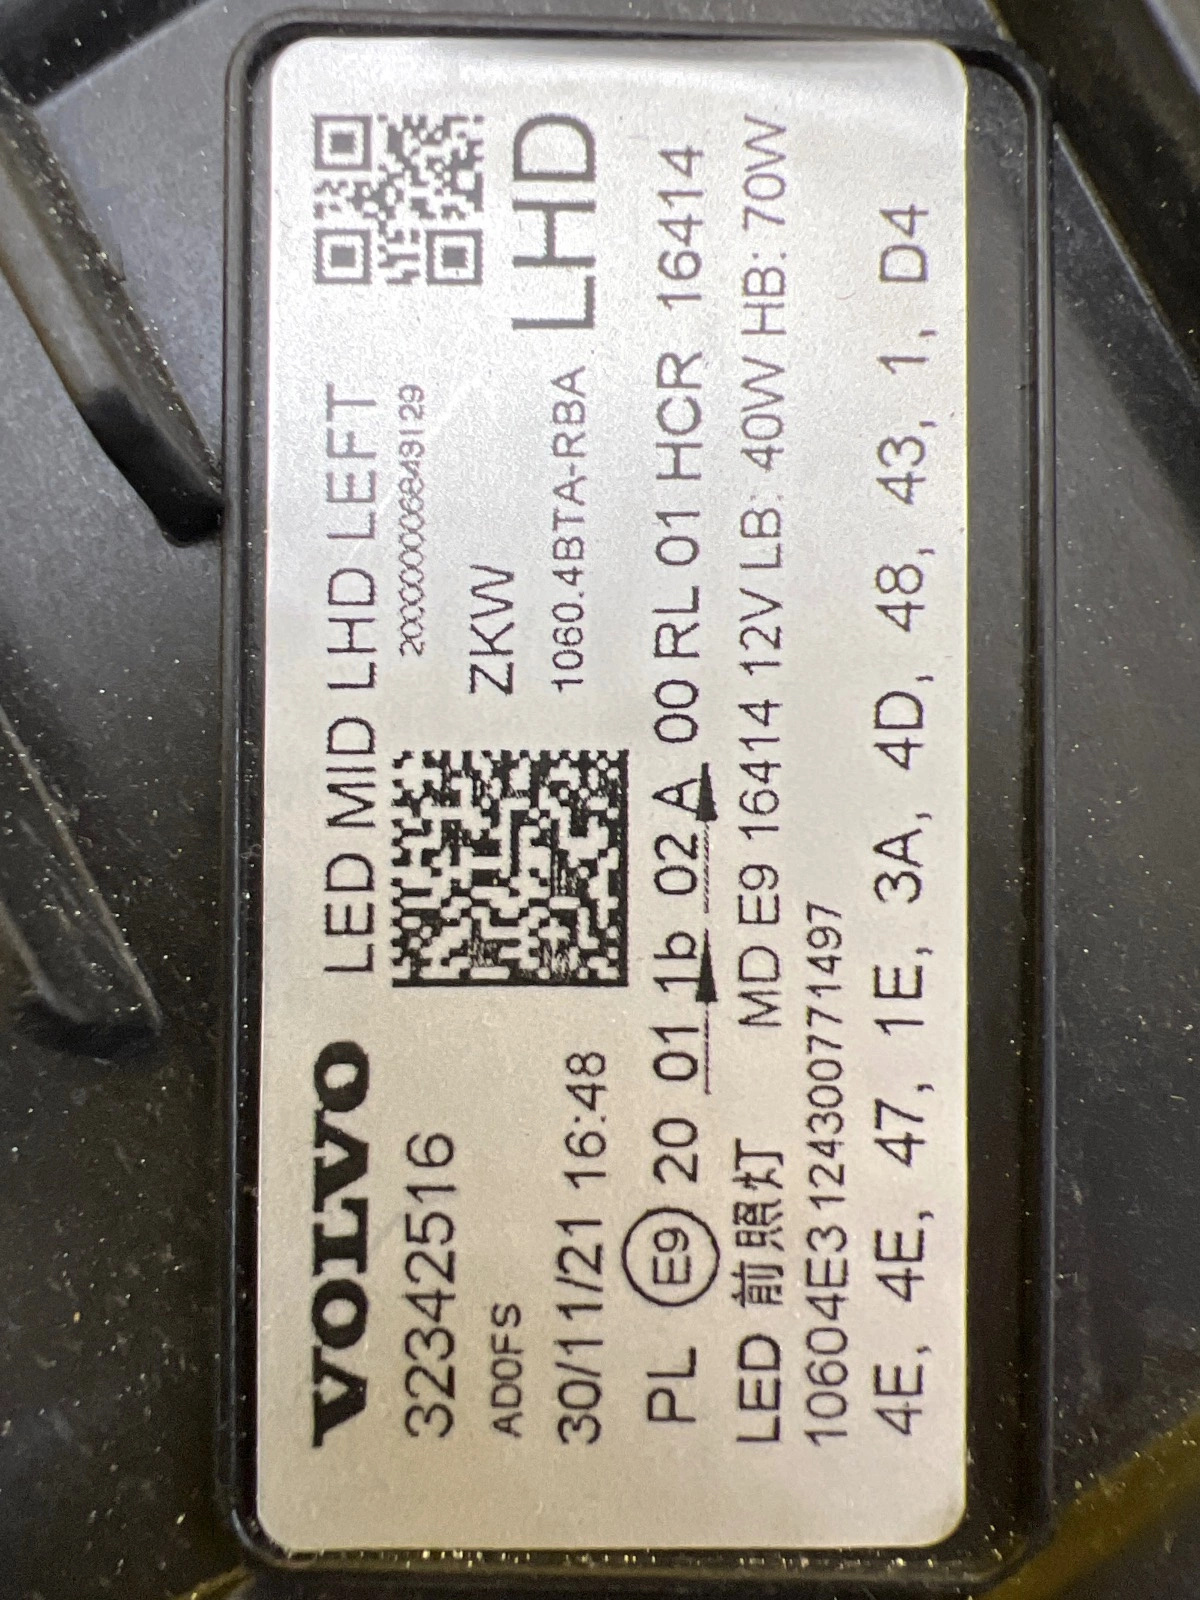 VOLVO LED MID LHD LEFT
32342516 2000000006849129
AD0FS ZKW
30/11/21 16:48 1060.4BTA-RBA LHD
PL E9 20 01 1b 02 A 00 RL 01 HCR 16414
LED 前照灯 MD E9 16414 12V LB: 40W HB: 70W
10604E3124300771497
4E, 4E, 47, 1E, 3A, 4D, 48, 43, 1, D4